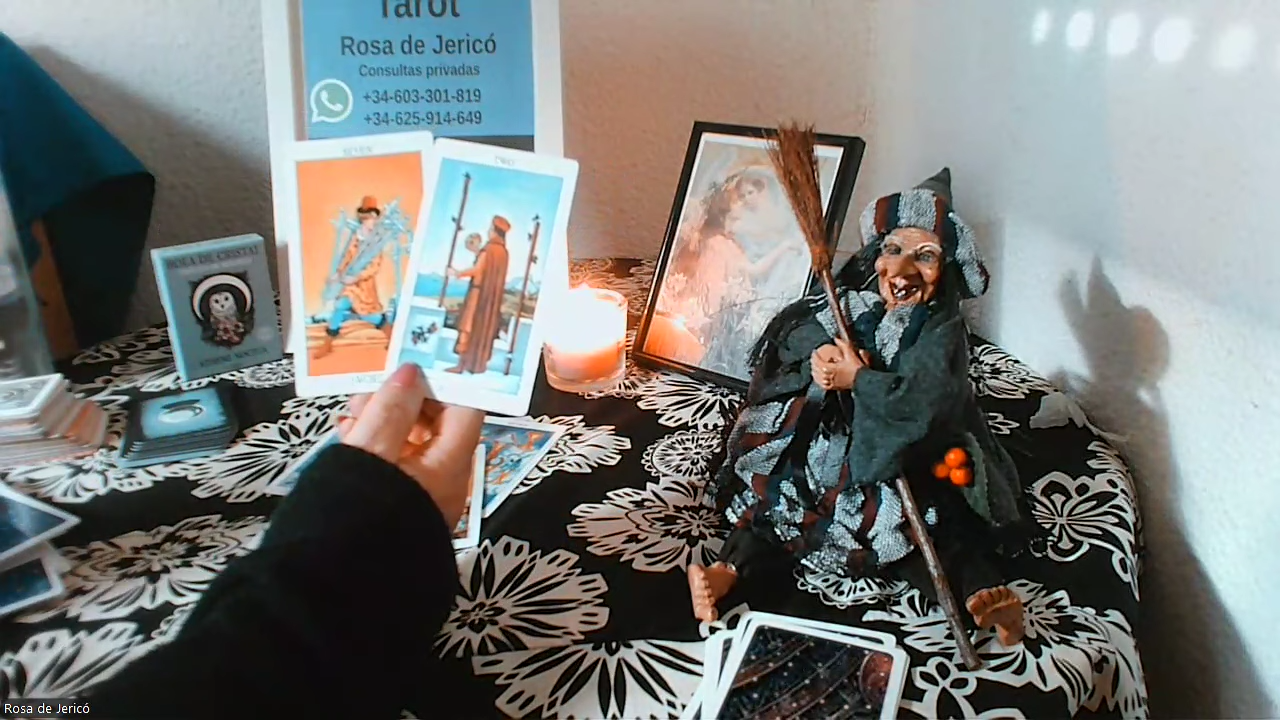 Tarot
Rosa de Jericó
Consultas privadas
+34-603-301-819
+34-625-914-649
SEVEN
TWO
ROSA DE CRISTAL
Rosa de Jericó